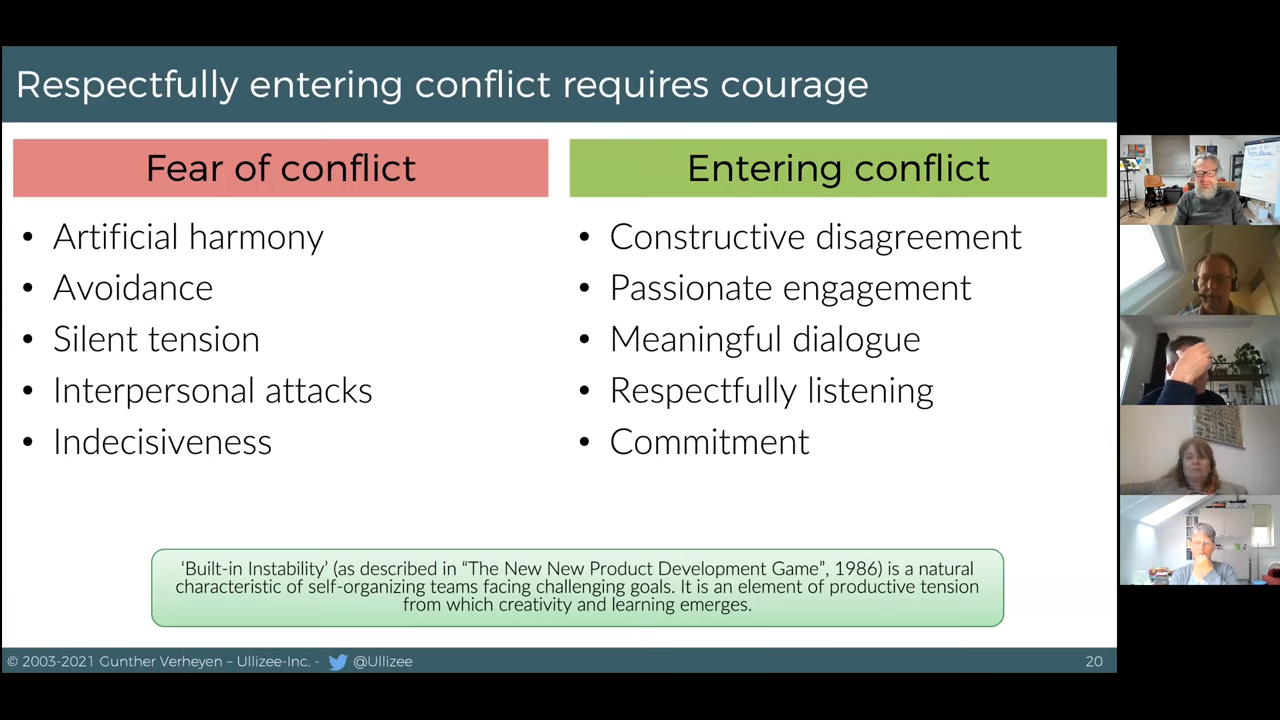 Respectfully entering conflict requires courage
Fear of conflict
• Artificial harmony
• Avoidance
• Silent tension
• Interpersonal attacks
• Indecisiveness
Entering conflict
• Constructive disagreement
• Passionate engagement
• Meaningful dialogue
• Respectfully listening
• Commitment
‘Built-in Instability’ (as described in “The New New Product Development Game”, 1986) is a natural
characteristic of self-organizing teams facing challenging goals. It is an element of productive tension
from which creativity and learning emerges.
© 2003-2021 Gunther Verheyen – Ullizee-Inc. - @Ullizee
20